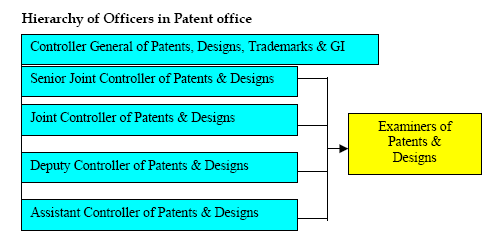 Hierarchy of Officers in Patent office
Controller General of Patents, Designs, Trademarks & GI
Senior Joint Controller of Patents & Designs
Joint Controller of Patents & Designs
Deputy Controller of Patents & Designs
Assistant Controller of Patents & Designs
Examiners of
Patents &
Designs